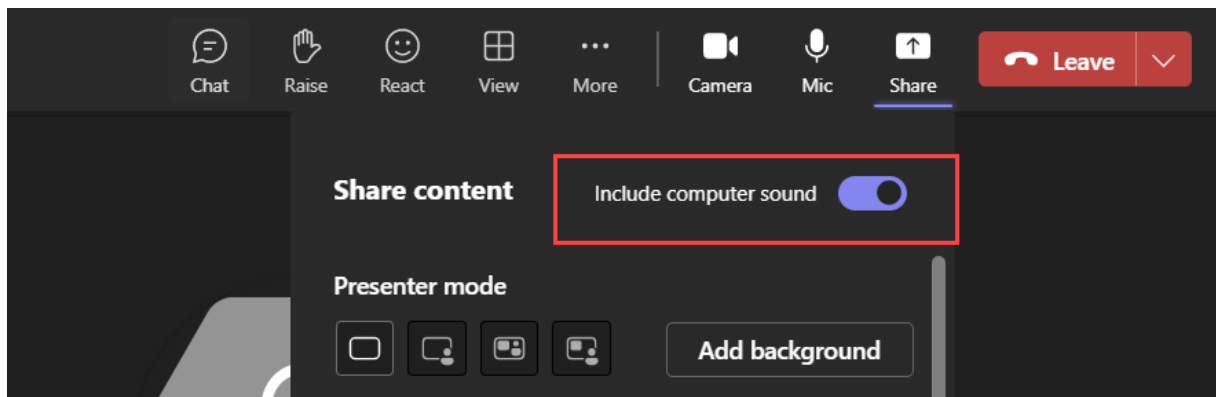 Chat Raise React View More Camera Mic Share Leave
Share content Include computer sound
Presenter mode
Add background